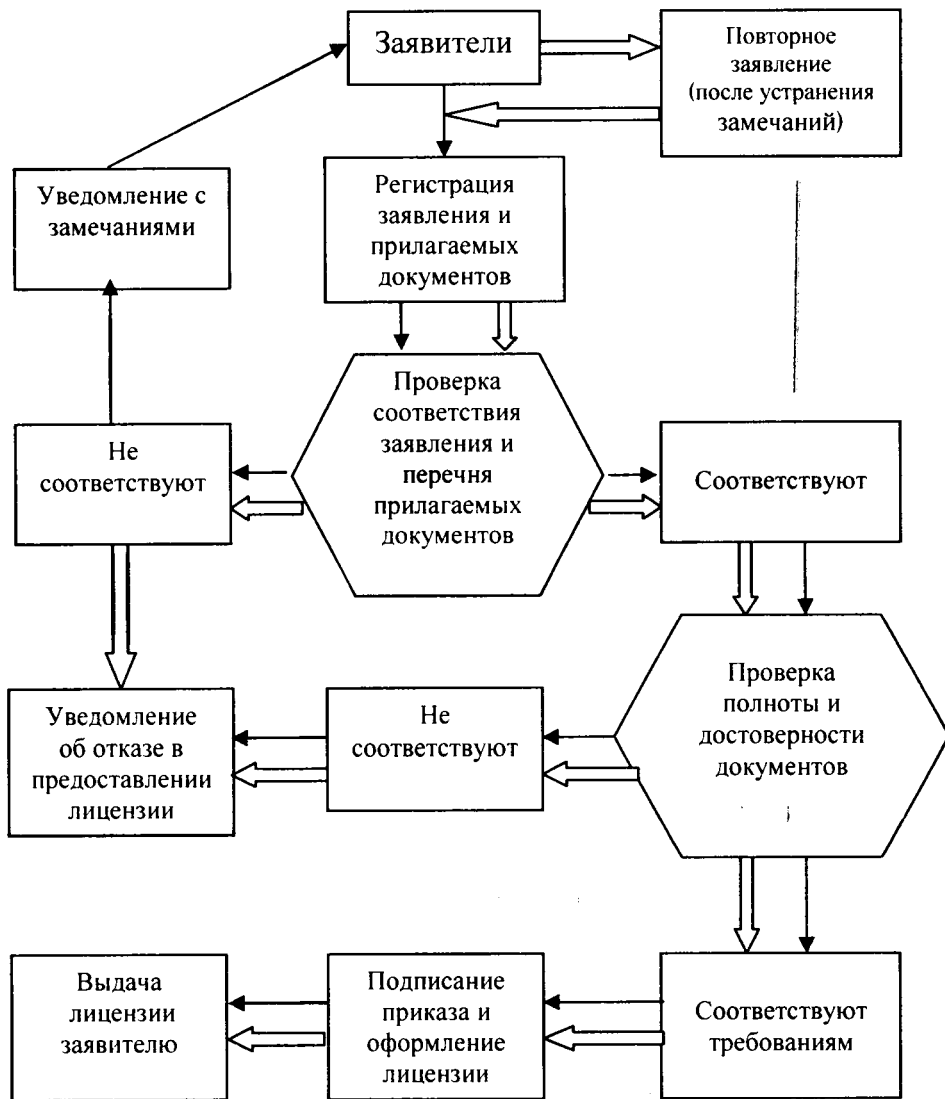 Заявители
Повторное
заявление
(после устранения
замечаний)
Уведомление с
замечаниями
Регистрация
заявления и
прилагаемых
документов
Проверка
соответствия
заявления и
перечня
прилагаемых
документов
Не
соответствуют
Соответствуют
Уведомление
об отказе в
предоставлении
лицензии
Не
соответствуют
Проверка
полноты и
достоверности
документов
Выдача
лицензии
заявителю
Подписание
приказа и
оформление
лицензии
Соответствуют
требованиям